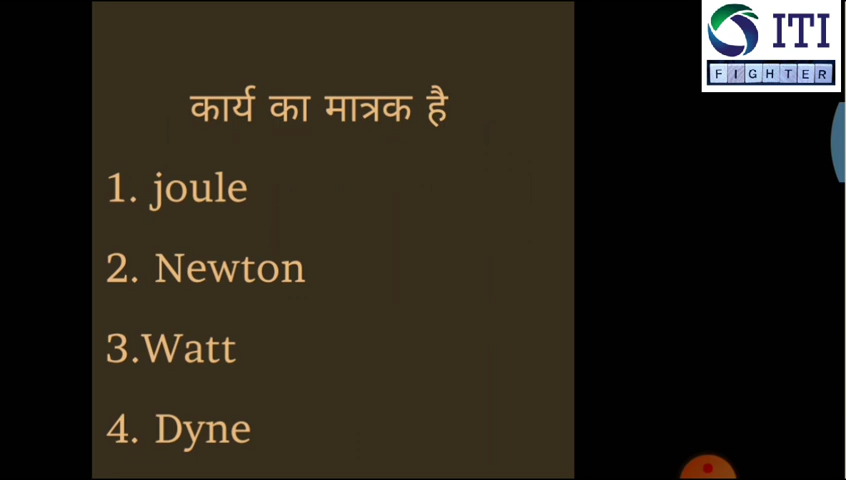 ITI
FIGHTER
कार्य का मात्रक है
1. joule
2. Newton
3.Watt
4. Dyne